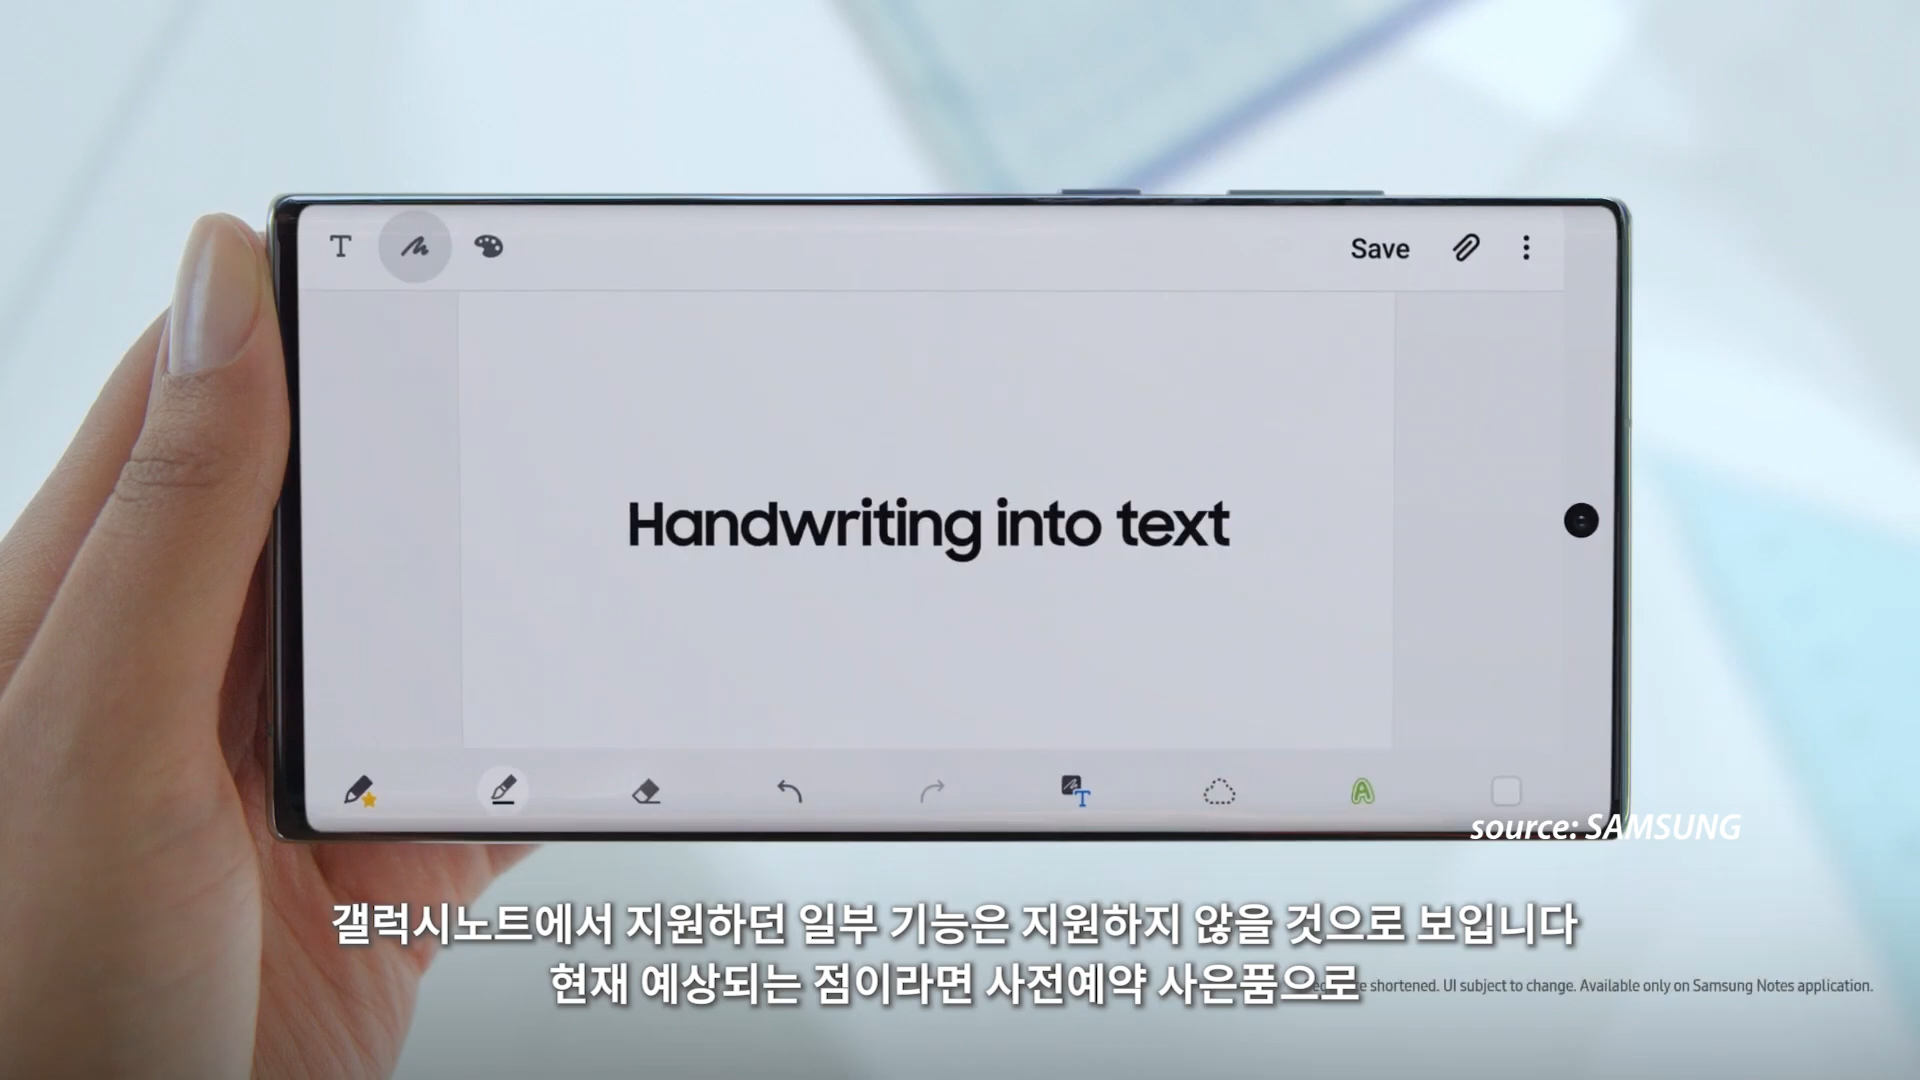 T
Save
Handwriting into text
T
A
source: SAMSUNG
갤럭시노트에서 지원하던 일부 기능은 지원하지 않을 것으로 보입니다
현재 예상되는 점이라면 사전예약 사은품으로
shortened. UI subject to change. Available only on Samsung Notes application.